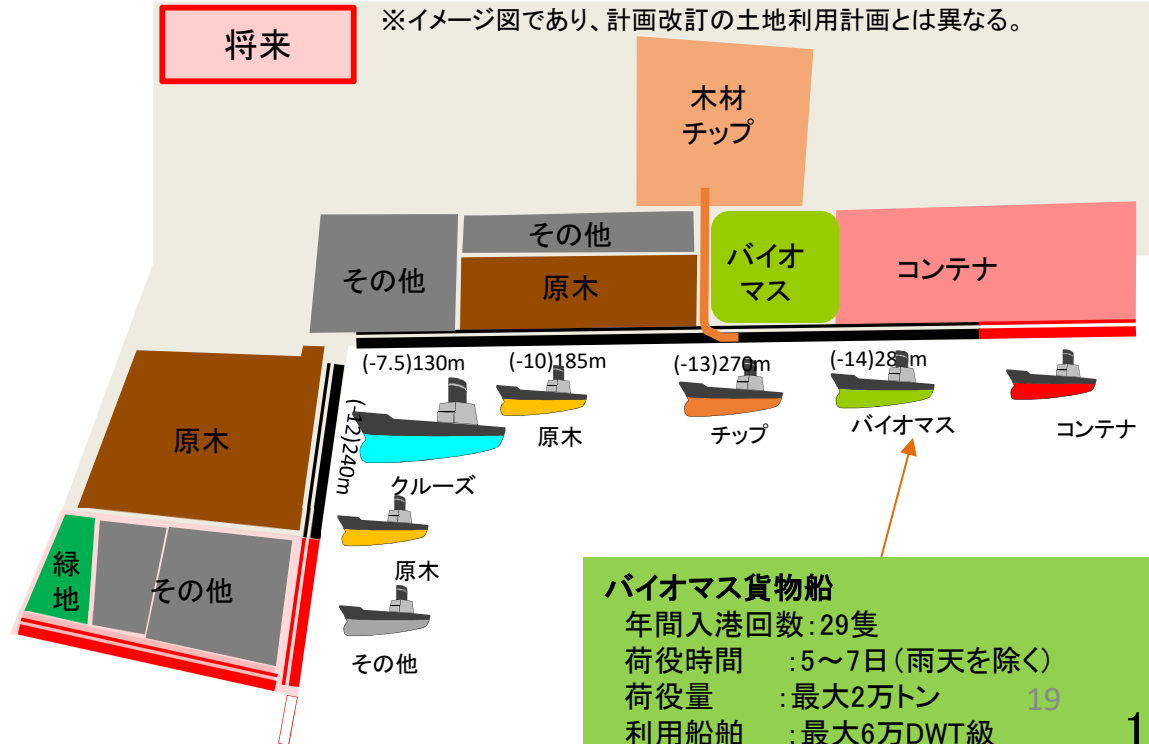 将来
※イメージ図であり、計画改訂の土地利用計画とは異なる。
木材
チップ
その他
その他
原木
バイオ
マス
コンテナ
(-7.5)130m
(-10)185m
(-13)270m
(-14)28 m
原木
(-12)240m
クルーズ
原木
チップ
バイオマス
コンテナ
緑
地
その他
原木
その他
バイオマス貨物船
年間入港回数:29隻
荷役時間 :5～7日(雨天を除く)
荷役量 :最大2万トン
利用船舶 :最大6万DWT級
19
1